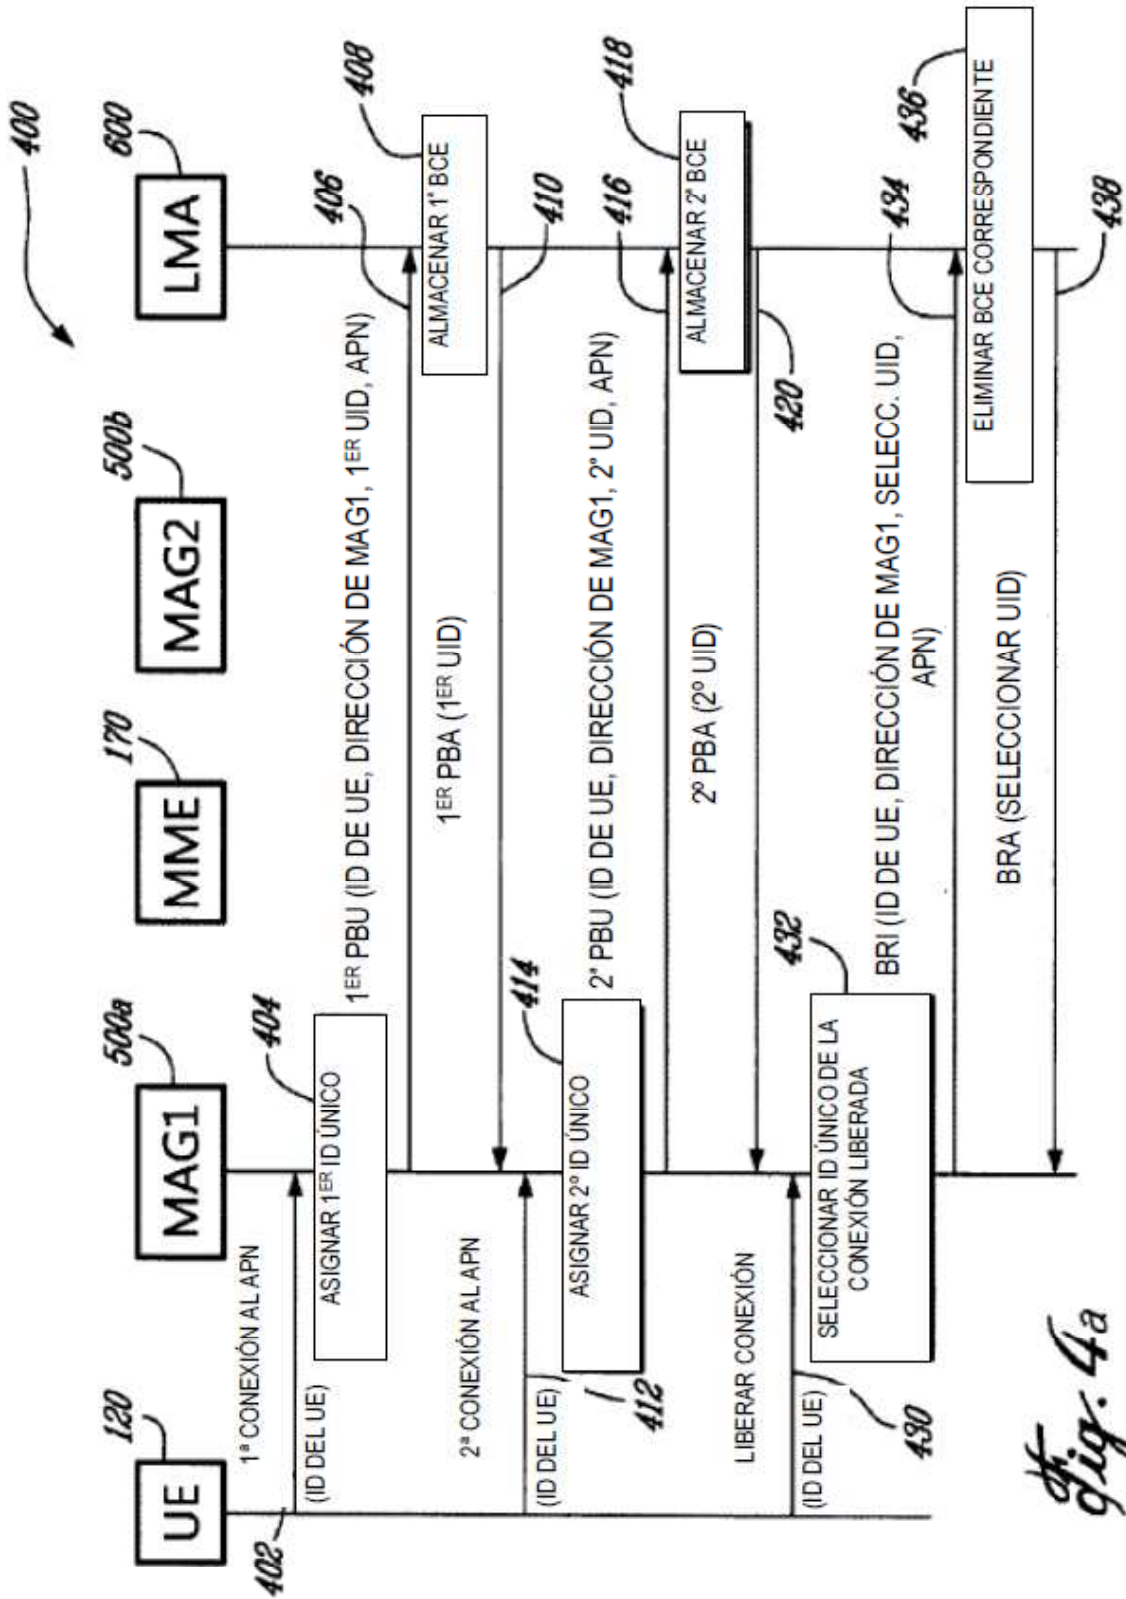 400
120
500a
170
500b
600
UE
MAG1
MME
MAG2
LMA
1ª CONEXIÓN AL APN
402
(ID DEL UE)
404
ASIGNAR 1ER ID ÚNICO
1ER PBU (ID DE UE, DIRECCIÓN DE MAG1, 1ER UID, APN)
406
408
ALMACENAR 1° BCE
1ER PBA (1ER UID)
410
2ª CONEXIÓN AL APN
(ID DEL UE)
412
414
ASIGNAR 2º ID ÚNICO
2° PBU (ID DE UE, DIRECCIÓN DE MAG1, 2° UID, APN)
416
418
ALMACENAR 2° BCE
2º PBA (2º UID)
420
LIBERAR CONEXIÓN
(ID DEL UE)
430
432
SELECCIONAR ID ÚNICO DE LA
CONEXIÓN LIBERADA
BRI (ID DE UE, DIRECCIÓN DE MAG1, SELECC. UID,
APN)
434
436
ELIMINAR BCE CORRESPONDIENTE
BRA (SELECCIONAR UID)
438
Fig. 4a